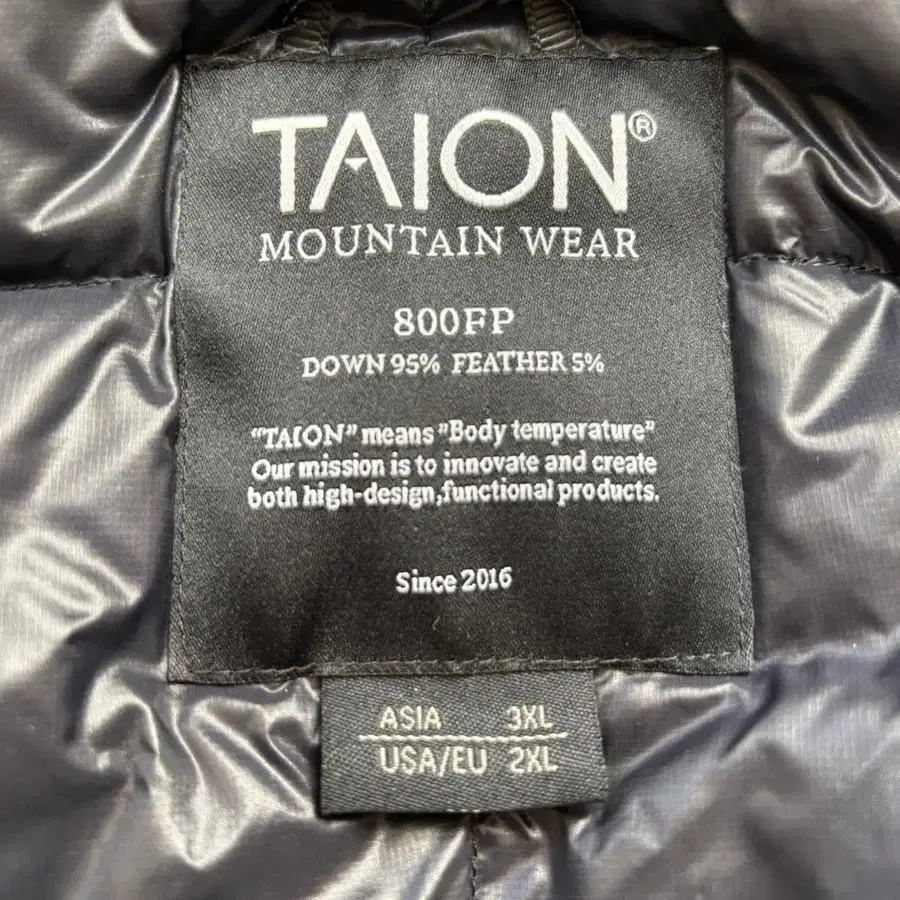 TAION®
MOUNTAIN WEAR
800FP
DOWN 95% FEATHER 5%
“TAION” means "Body temperature"
Our mission is to innovate and create
both high-design,functional products.
Since 2016
ASIA 3XL
USA/EU 2XL